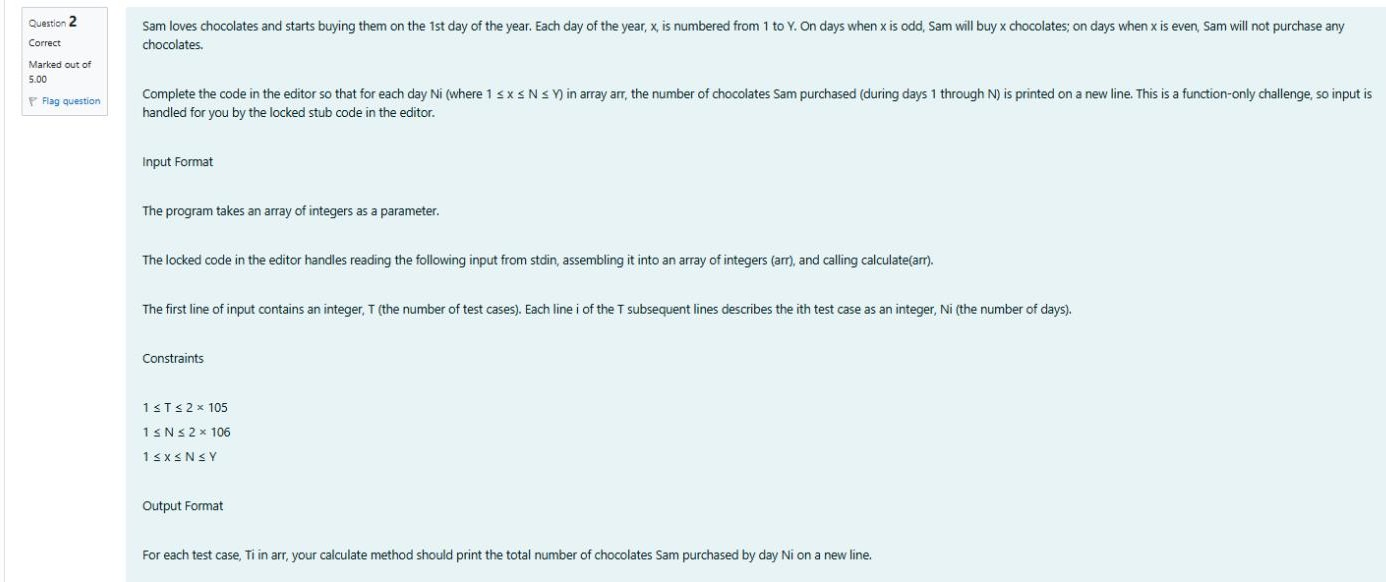 Question 2
Correct
Marked out of
5.00
Flag question
Sam loves chocolates and starts buying them on the 1st day of the year. Each day of the year, x, is numbered from 1 to Y. On days when x is odd, Sam will buy x chocolates; on days when x is even, Sam will not purchase any
chocolates.
Complete the code in the editor so that for each day Ni (where 1 ≤ x ≤ N ≤ Y) in array arr, the number of chocolates Sam purchased (during days 1 through N) is printed on a new line. This is a function-only challenge, so input is
handled for you by the locked stub code in the editor.
Input Format
The program takes an array of integers as a parameter.
The locked code in the editor handles reading the following input from stdin, assembling it into an array of integers (arr), and calling calculate(arr).
The first line of input contains an integer, T (the number of test cases). Each line i of the T subsequent lines describes the ith test case as an integer, Ni (the number of days).
Constraints
1 ≤ T ≤ 2 × 105
1 ≤ N ≤ 2 × 106
1 ≤ x ≤ N ≤ Y
Output Format
For each test case, Ti in arr, your calculate method should print the total number of chocolates Sam purchased by day Ni on a new line.